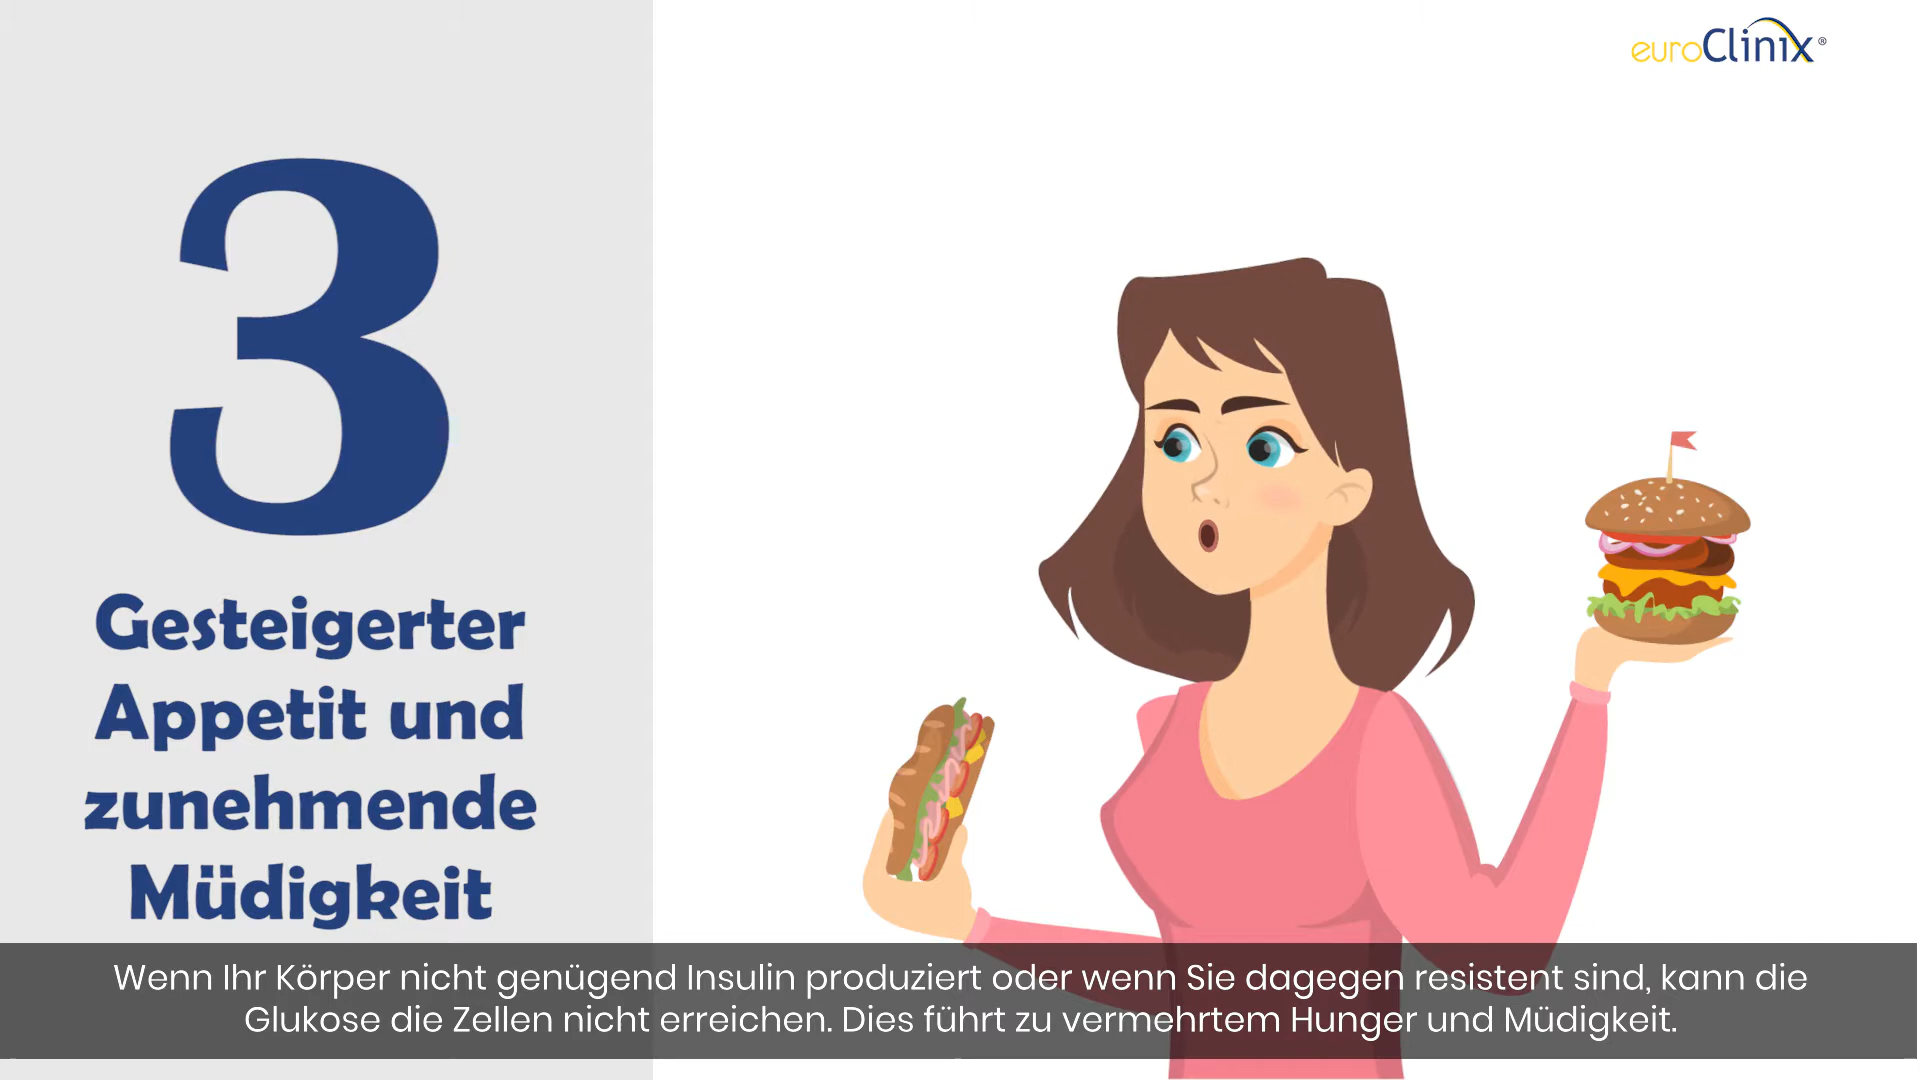 euroClinix®
3
Gesteigerter
Appetit und
zunehmende
Müdigkeit
Wenn Ihr Körper nicht genügend Insulin produziert oder wenn Sie dagegen resistent sind, kann die
Glukose die Zellen nicht erreichen. Dies führt zu vermehrtem Hunger und Müdigkeit.